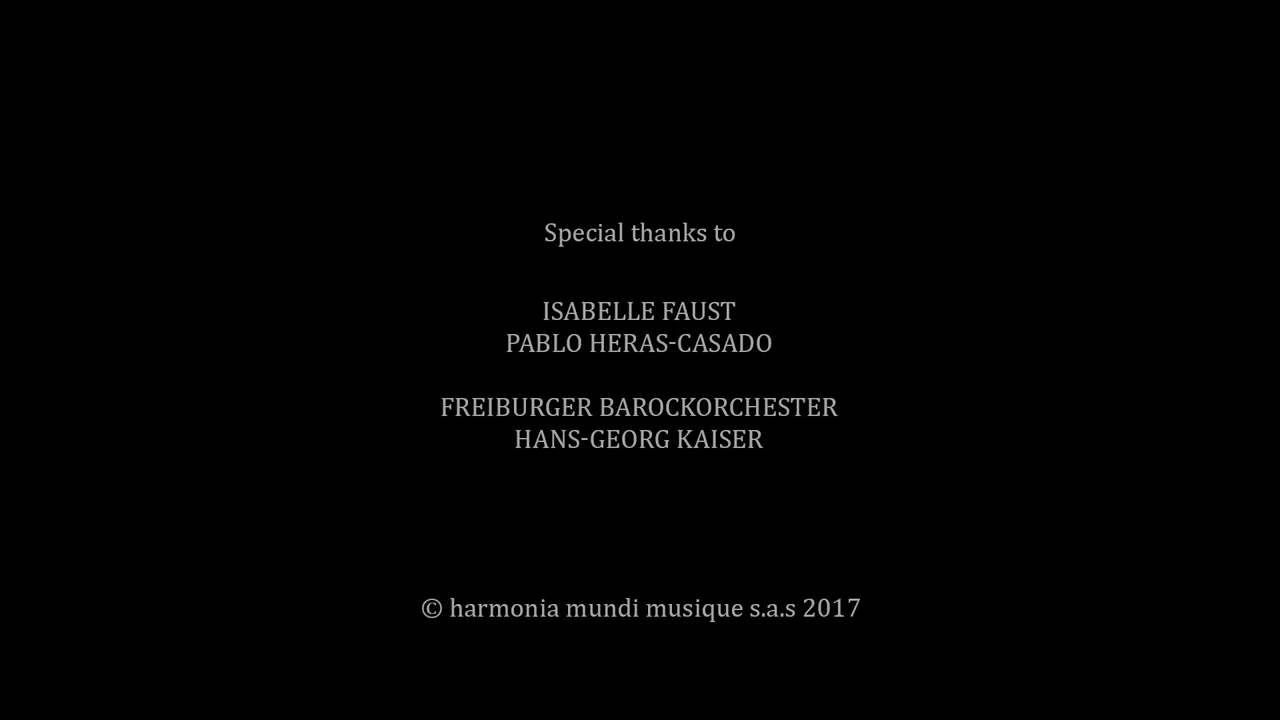 Special thanks to
ISABELLE FAUST
PABLO HERAS-CASADO
FREIBURGER BAROCKORCHESTER
HANS-GEORG KAISER
© harmonia mundi musique s.a.s 2017